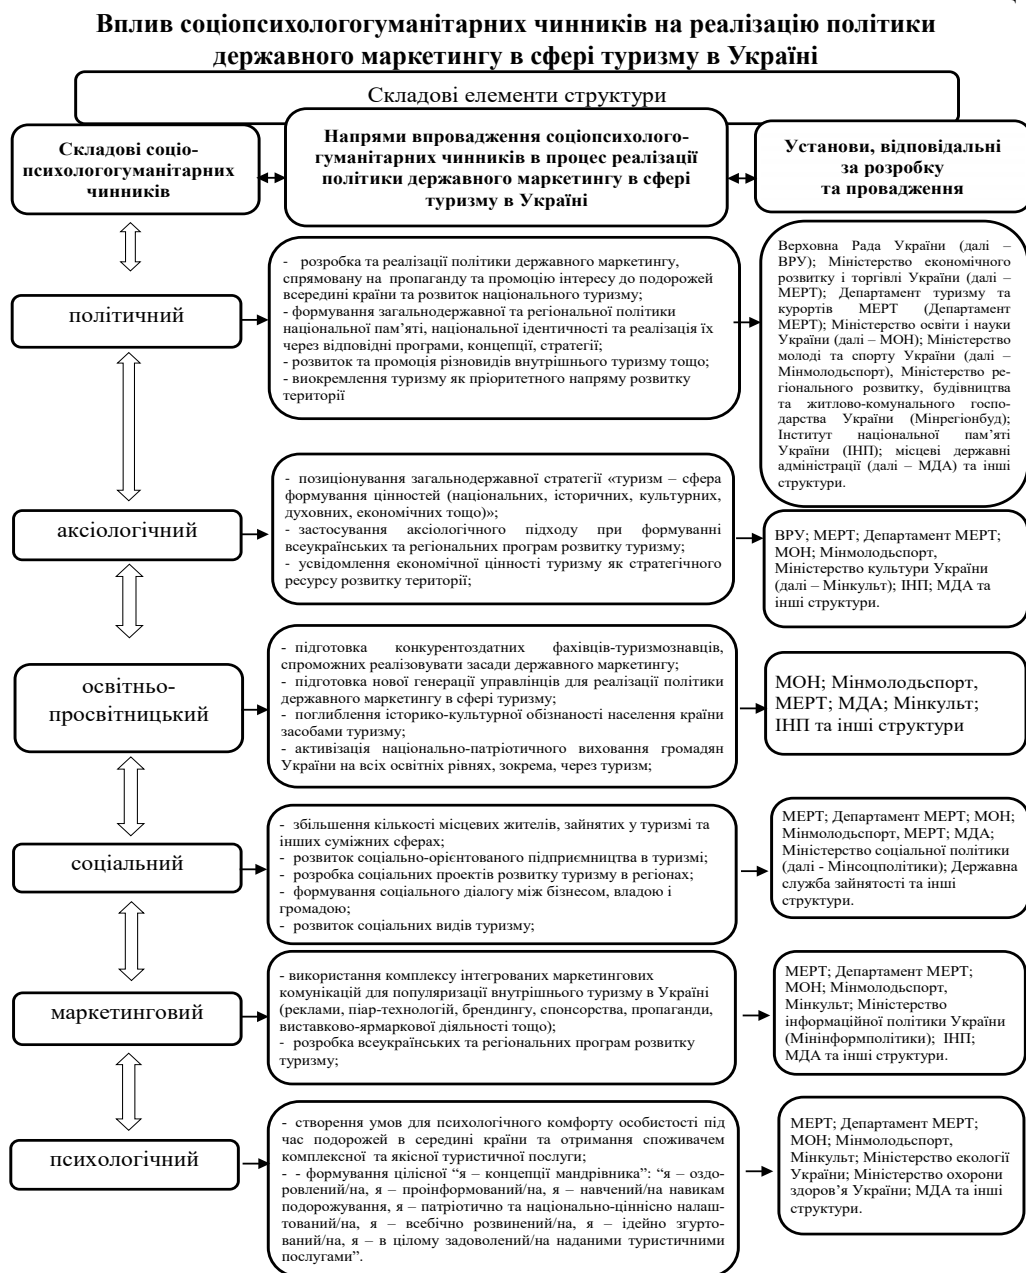 Вплив соціопсихологогуманітарних чинників на реалізацію політики
державного маркетингу в сфері туризму в Україні
Складові елементи структури
Складові соціо-
психологогуманітарних
чинників
Напрями впровадження соціопсихолого-
гуманітарних чинників в процес реалізації
політики державного маркетингу в сфері
туризму в Україні
Установи, відповідальні
за розробку
та провадження
політичний
- розробка та реалізації політики державного маркетингу,
спрямовану на пропаганду та промоцію інтересу до подорожей
всередині країни та розвиток національного туризму;
- формування загальнодержавної та регіональної політики
національної пам’яті, національної ідентичності та реалізація їх
через відповідні програми, концепції, стратегії;
- розвиток та промоція різновидів внутрішнього туризму тощо;
- виокремлення туризму як пріоритетного напряму розвитку
території
Верховна Рада України (далі –
ВРУ); Міністерство економічного
розвитку і торгівлі України (далі –
МЕРТ); Департамент туризму та
курортів МЕРТ (Департамент
МЕРТ); Міністерство освіти і науки
України (далі – МОН); Міністерство
молоді та спорту України (далі –
Мінмолодьспорт), Міністерство ре-
гіонального розвитку, будівництва
та житлово-комунального госпо-
дарства України (Мінрегіонбуд);
Інститут національної пам’яті
України (ІНП); місцеві державні
адміністрації (далі – МДА) та інші
структури.
аксіологічний
- позиціонування загальнодержавної стратегії «туризм – сфера
формування цінностей (національних, історичних, культурних,
духовних, економічних тощо)»;
- застосування аксіологічного підходу при формуванні
всеукраїнських та регіональних програм розвитку туризму;
- усвідомлення економічної цінності туризму як стратегічного
ресурсу розвитку території;
ВРУ; МЕРТ; Департамент МЕРТ;
МОН; Мінмолодьспорт,
Міністерство культури України
(далі – Мінкульт); ІНП; МДА та
інші структури.
освітньо-
просвітницький
- підготовка конкурентоздатних фахівців-туризмознавців,
спроможних реалізовувати засади державного маркетингу;
- підготовка нової генерації управлінців для реалізації політики
державного маркетингу в сфері туризму;
- поглиблення історико-культурної обізнаності населення країни
засобами туризму;
- активізація національно-патріотичного виховання громадян
України на всіх освітніх рівнях, зокрема, через туризм;
МОН; Мінмолодьспорт,
МЕРТ; МДА; Мінкульт;
ІНП та інші структури
соціальний
- збільшення кількості місцевих жителів, зайнятих у туризмі та
інших суміжних сферах;
- розвиток соціально-орієнтованого підприємництва в туризмі;
- розробка соціальних проектів розвитку туризму в регіонах;
- формування соціального діалогу між бізнесом, владою і
громадою;
- розвиток соціальних видів туризму;
МЕРТ; Департамент МЕРТ; МОН;
Мінмолодьспорт, МЕРТ; МДА;
Міністерство соціальної політики
(далі - Мінсоцполітики); Державна
служба зайнятості та інші
структури.
маркетинговий
- використання комплексу інтегрованих маркетингових
комунікацій для популяризації внутрішнього туризму в Україні
(реклами, піар-технологій, брендингу, спонсорства, пропаганди,
виставково-ярмаркової діяльності тощо);
- розробка всеукраїнських та регіональних програм розвитку
туризму;
МЕРТ; Департамент МЕРТ;
МОН; Мінмолодьспорт,
Мінкульт; Міністерство
інформаційної політики України
(Мінінформполітики); ІНП;
МДА та інші структури.
психологічний
- створення умов для психологічного комфорту особистості під
час подорожей в середині країни та отримання споживачем
комплексної та якісної туристичної послуги;
- - формування цілісної “я – концепції мандрівника”: “я – оздо-
ровлений/на, я – проінформований/на, я – навчений/на навикам
подорожування, я – патріотично та національно-ціннісно налаш-
тований/на, я – всебічно розвинений/на, я – ідейно згурто-
ваний/на, я – в цілому задоволений/на наданими туристичними
послугами”.
МЕРТ; Департамент МЕРТ;
МОН; Мінмолодьспорт,
Мінкульт; Міністерство екології
України; Міністерство охорони
здоров’я України; МДА та інші
структури.